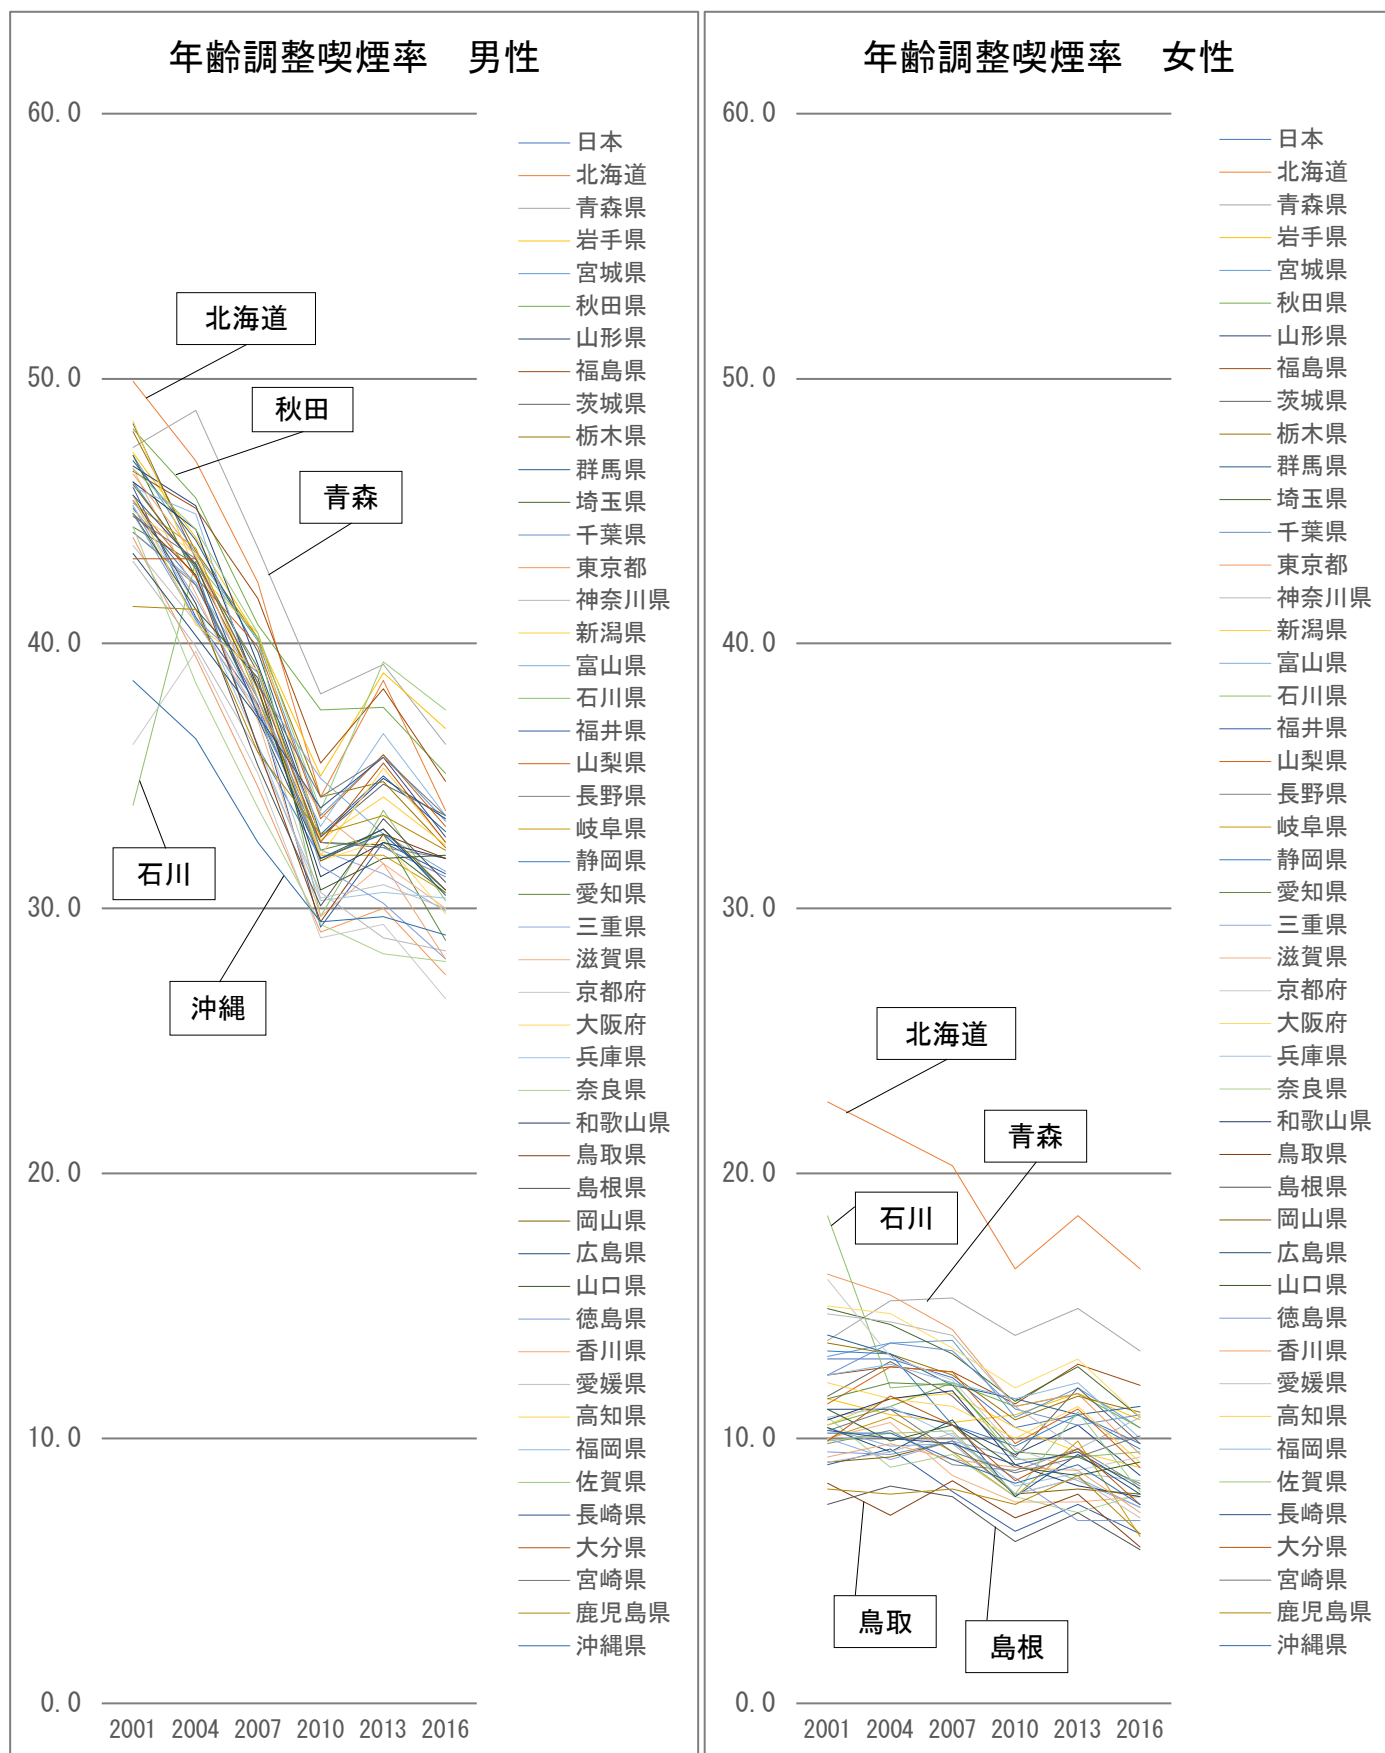 年齢調整喫煙率　男性
60.0
50.0
40.0
30.0
20.0
10.0
0.0
2001 2004 2007 2010 2013 2016
北海道
秋田
青森
石川
沖縄
日本
北海道
青森県
岩手県
宮城県
秋田県
山形県
福島県
茨城県
栃木県
群馬県
埼玉県
千葉県
東京都
神奈川県
新潟県
富山県
石川県
福井県
山梨県
長野県
岐阜県
静岡県
愛知県
三重県
滋賀県
京都府
大阪府
兵庫県
奈良県
和歌山県
鳥取県
島根県
岡山県
広島県
山口県
徳島県
香川県
愛媛県
高知県
福岡県
佐賀県
長崎県
大分県
宮崎県
鹿児島県
沖縄県
年齢調整喫煙率　女性
60.0
50.0
40.0
30.0
20.0
10.0
0.0
2001 2004 2007 2010 2013 2016
北海道
青森
石川
鳥取
島根
日本
北海道
青森県
岩手県
宮城県
秋田県
山形県
福島県
茨城県
栃木県
群馬県
埼玉県
千葉県
東京都
神奈川県
新潟県
富山県
石川県
福井県
山梨県
長野県
岐阜県
静岡県
愛知県
三重県
滋賀県
京都府
大阪府
兵庫県
奈良県
和歌山県
鳥取県
島根県
岡山県
広島県
山口県
徳島県
香川県
愛媛県
高知県
福岡県
佐賀県
長崎県
大分県
宮崎県
鹿児島県
沖縄県